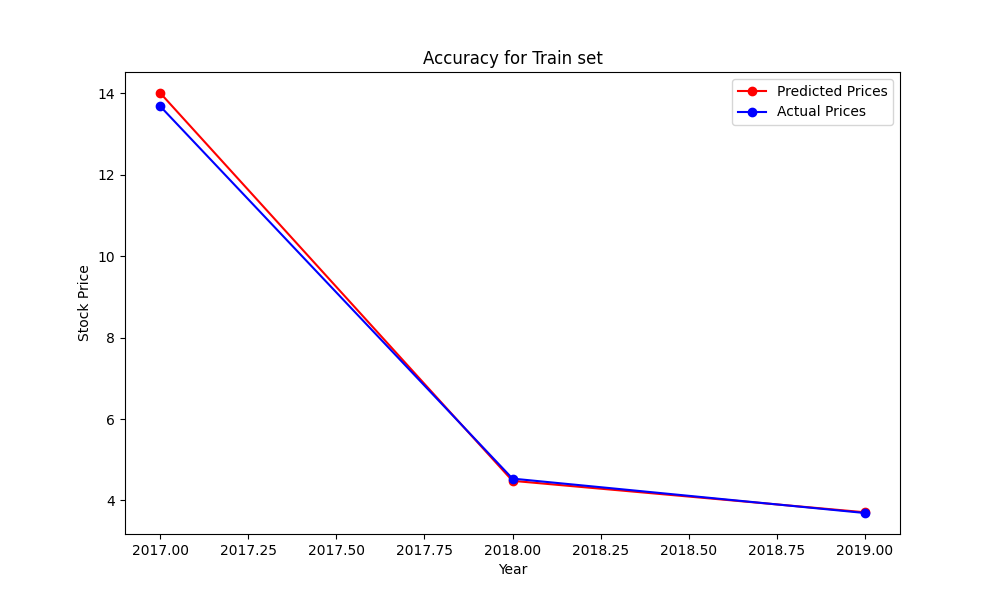 Accuracy for Train set
Predicted Prices
Actual Prices
Stock Price
14
12
10
8
6
4
2017.00 2017.25 2017.50 2017.75 2018.00 2018.25 2018.50 2018.75 2019.00
Year